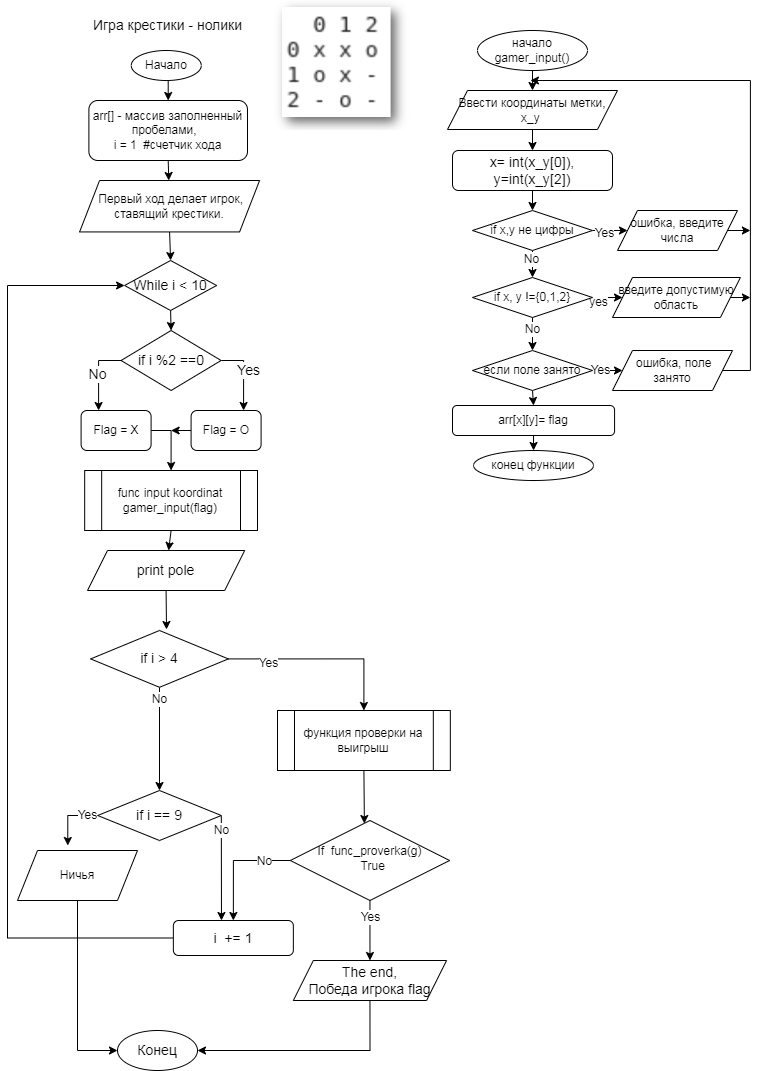 Игра крестики - нолики
0 1 2
0 x x o
1 o x -
2 - o -
Начало
arr[] - массив заполненный
пробелами,
i = 1 #счетчик хода
Первый ход делает игрок,
ставящий крестики.
While i < 10
if i %2 ==0
No
Yes
Flag = X
Flag = O
func input koordinat
gamer_input(flag)
print pole
if i > 4
Yes
No
функция проверки на
выигрыш
if i == 9
Yes
No
Ничья
If func_proverka(g)
True
No
Yes
i += 1
The end,
Победа игрока flag
Конец
начало
gamer_input()
Ввести координаты метки,
x_y
x= int(x_y[0]),
y=int(x_y[2])
if x,y не цифры
Yes
ошибка, введите
числа
No
if x, y !={0,1,2}
yes
введите допустимую
область
No
если поле занято
Yes
ошибка, поле
занято
arr[x][y]= flag
конец функции